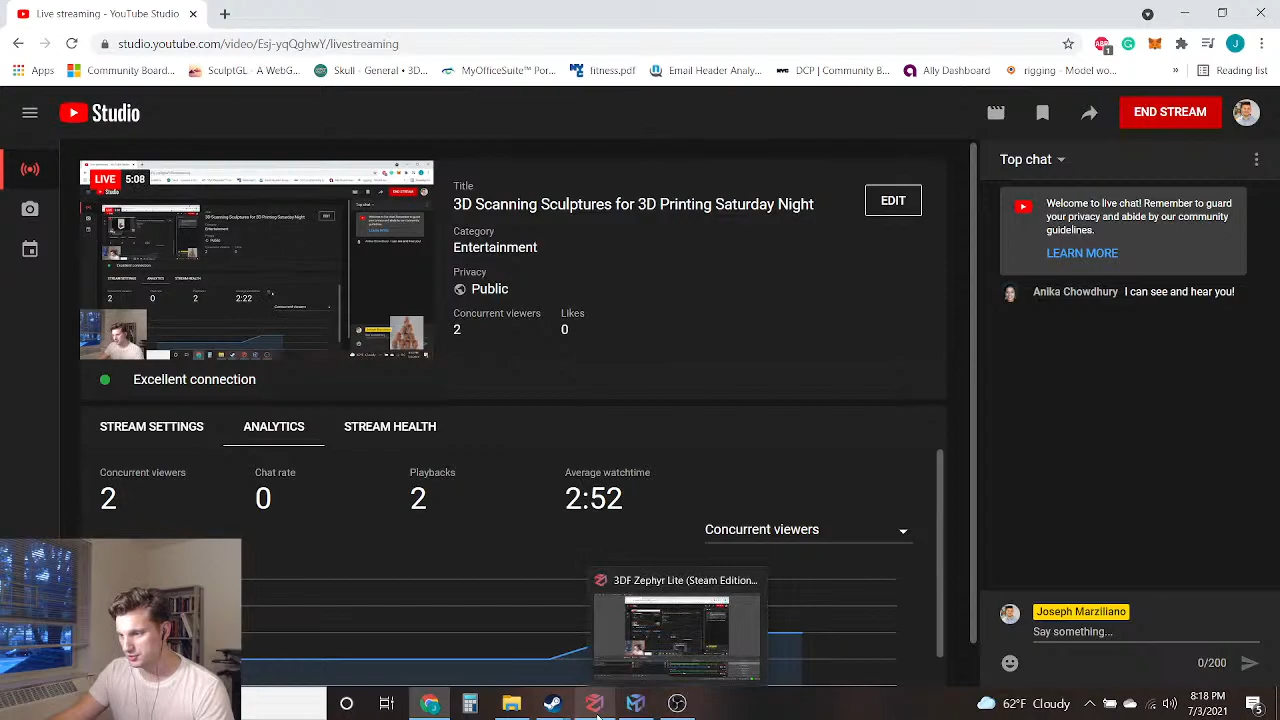 Live streaming - YouTube Studio
studio.youtube.com/video/Esj-yqQghwY/livestreaming
Apps
Community Board...
SculptGL - A WebG...
Skull - General • 3D...
MyOfficeSite™ Por...
fitness.pdf
Email Header Analy...
DCP | Community B...
Ally Dashboard
rigging - Model wo...
»
Reading list
Studio
END STREAM
LIVE 5:08
Title
3D Scanning Sculptures for 3D Printing Saturday Night
Category
Entertainment
Privacy
Public
Concurrent viewers Likes
2 0
Excellent connection
Top chat
Welcome to live chat! Remember to guard
your privacy and abide by our community
guidelines.
LEARN MORE
Anika Chowdhury I can see and hear you!
STREAM SETTINGS ANALYTICS STREAM HEALTH
Concurrent viewers Chat rate Playbacks Average watchtime
2 0 2 2:52
Concurrent viewers
3DF Zephyr Lite (Steam Edition...
Joseph Marziliano
Say something...
0/200
62°F Cloudy
8:18 PM
7/3/2021
5